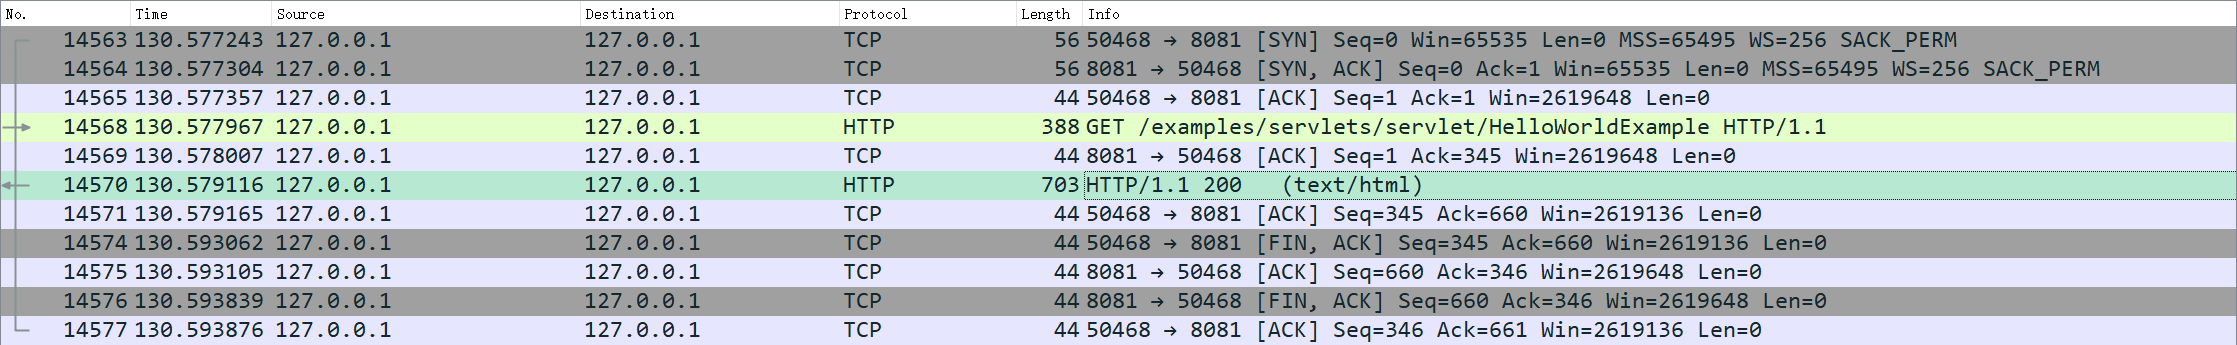 No. Time Source Destination Protocol Length Info
14563 130.577243 127.0.0.1 127.0.0.1 TCP 56 50468 → 8081 [SYN] Seq=0 Win=65535 Len=0 MSS=65495 WS=256 SACK_PERM
14564 130.577304 127.0.0.1 127.0.0.1 TCP 56 8081 → 50468 [SYN, ACK] Seq=0 Ack=1 Win=65535 Len=0 MSS=65495 WS=256 SACK_PERM
14565 130.577357 127.0.0.1 127.0.0.1 TCP 44 50468 → 8081 [ACK] Seq=1 Ack=1 Win=2619648 Len=0
14568 130.577967 127.0.0.1 127.0.0.1 HTTP 388 GET /examples/servlets/servlet/HelloWorldExample HTTP/1.1
14569 130.578007 127.0.0.1 127.0.0.1 TCP 44 8081 → 50468 [ACK] Seq=1 Ack=345 Win=2619648 Len=0
14570 130.579116 127.0.0.1 127.0.0.1 HTTP 703 HTTP/1.1 200 (text/html)
14571 130.579165 127.0.0.1 127.0.0.1 TCP 44 50468 → 8081 [ACK] Seq=345 Ack=660 Win=2619136 Len=0
14574 130.593062 127.0.0.1 127.0.0.1 TCP 44 50468 → 8081 [FIN, ACK] Seq=345 Ack=660 Win=2619136 Len=0
14575 130.593105 127.0.0.1 127.0.0.1 TCP 44 8081 → 50468 [ACK] Seq=660 Ack=346 Win=2619648 Len=0
14576 130.593839 127.0.0.1 127.0.0.1 TCP 44 8081 → 50468 [FIN, ACK] Seq=660 Ack=346 Win=2619648 Len=0
14577 130.593876 127.0.0.1 127.0.0.1 TCP 44 50468 → 8081 [ACK] Seq=346 Ack=661 Win=2619136 Len=0